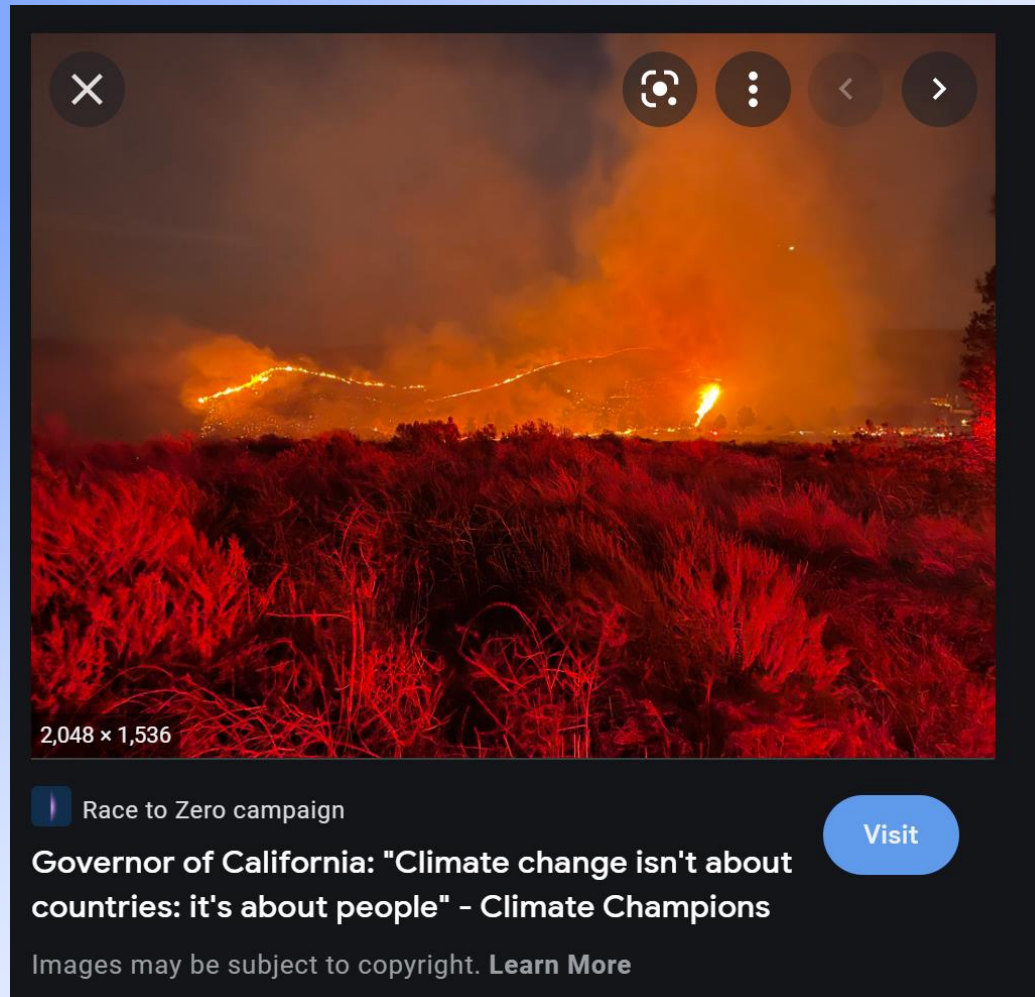 2,048 × 1,536
Race to Zero campaign
Visit
Governor of California: "Climate change isn't about
countries: it's about people" - Climate Champions
Images may be subject to copyright. Learn More